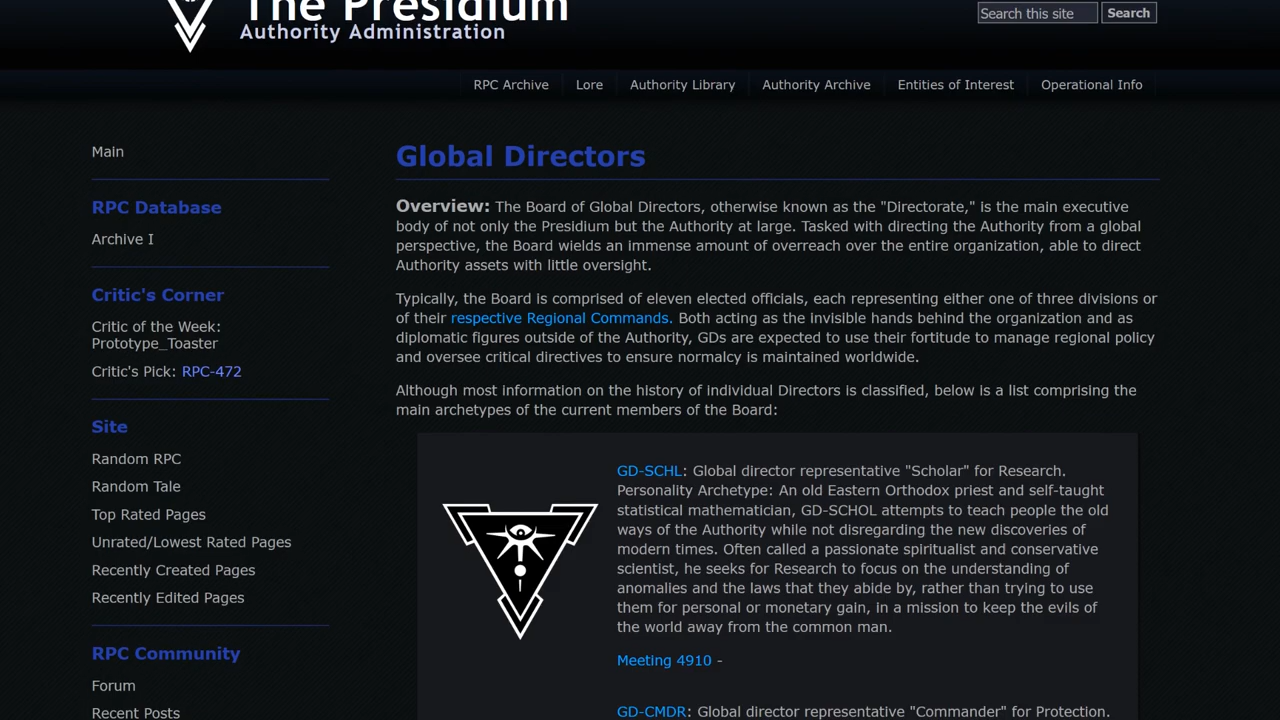 The Presidium
Authority Administration
Search this site
Search
RPC Archive
Lore
Authority Library
Authority Archive
Entities of Interest
Operational Info
Main
RPC Database
Archive I
Critic's Corner
Critic of the Week:
Prototype_Toaster
Critic's Pick: RPC-472
Site
Random RPC
Random Tale
Top Rated Pages
Unrated/Lowest Rated Pages
Recently Created Pages
Recently Edited Pages
RPC Community
Forum
Recent Posts
Global Directors
Overview: The Board of Global Directors, otherwise known as the "Directorate," is the main executive
body of not only the Presidium but the Authority at large. Tasked with directing the Authority from a global
perspective, the Board wields an immense amount of overreach over the entire organization, able to direct
Authority assets with little oversight.
Typically, the Board is comprised of eleven elected officials, each representing either one of three divisions or
of their respective Regional Commands. Both acting as the invisible hands behind the organization and as
diplomatic figures outside of the Authority, GDs are expected to use their fortitude to manage regional policy
and oversee critical directives to ensure normalcy is maintained worldwide.
Although most information on the history of individual Directors is classified, below is a list comprising the
main archetypes of the current members of the Board:
GD-SCHL: Global director representative "Scholar" for Research.
Personality Archetype: An old Eastern Orthodox priest and self-taught
statistical mathematician, GD-SCHOL attempts to teach people the old
ways of the Authority while not disregarding the new discoveries of
modern times. Often called a passionate spiritualist and conservative
scientist, he seeks for Research to focus on the understanding of
anomalies and the laws that they abide by, rather than trying to use
them for personal or monetary gain, in a mission to keep the evils of
the world away from the common man.
Meeting 4910 -
GD-CMDR: Global director representative "Commander" for Protection.